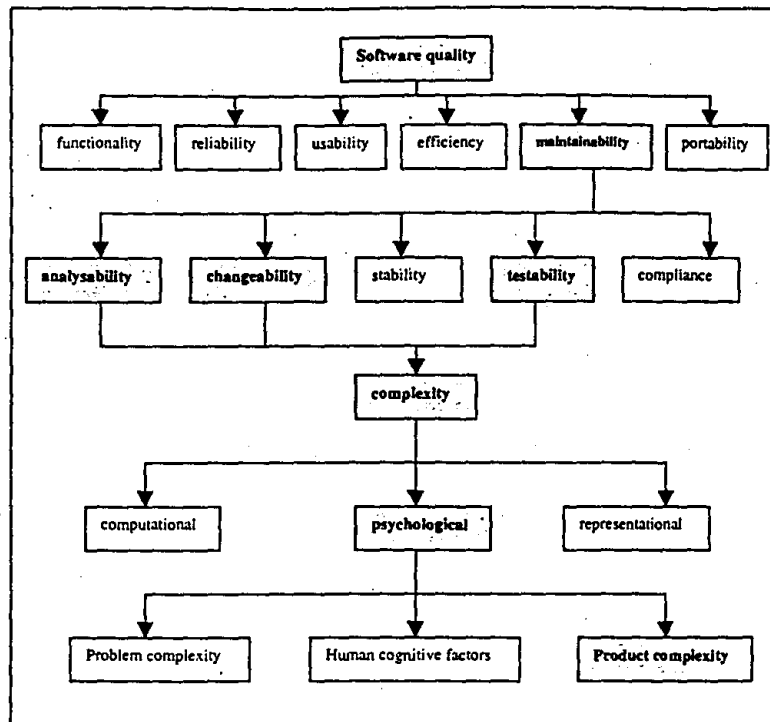 Software quality
functionality
reliability
usability
efficiency
maintainability
portability
analysability
changeability
stability
testability
compliance
complexity
computational
psychological
representational
Problem complexity
Human cognitive factors
Product complexity